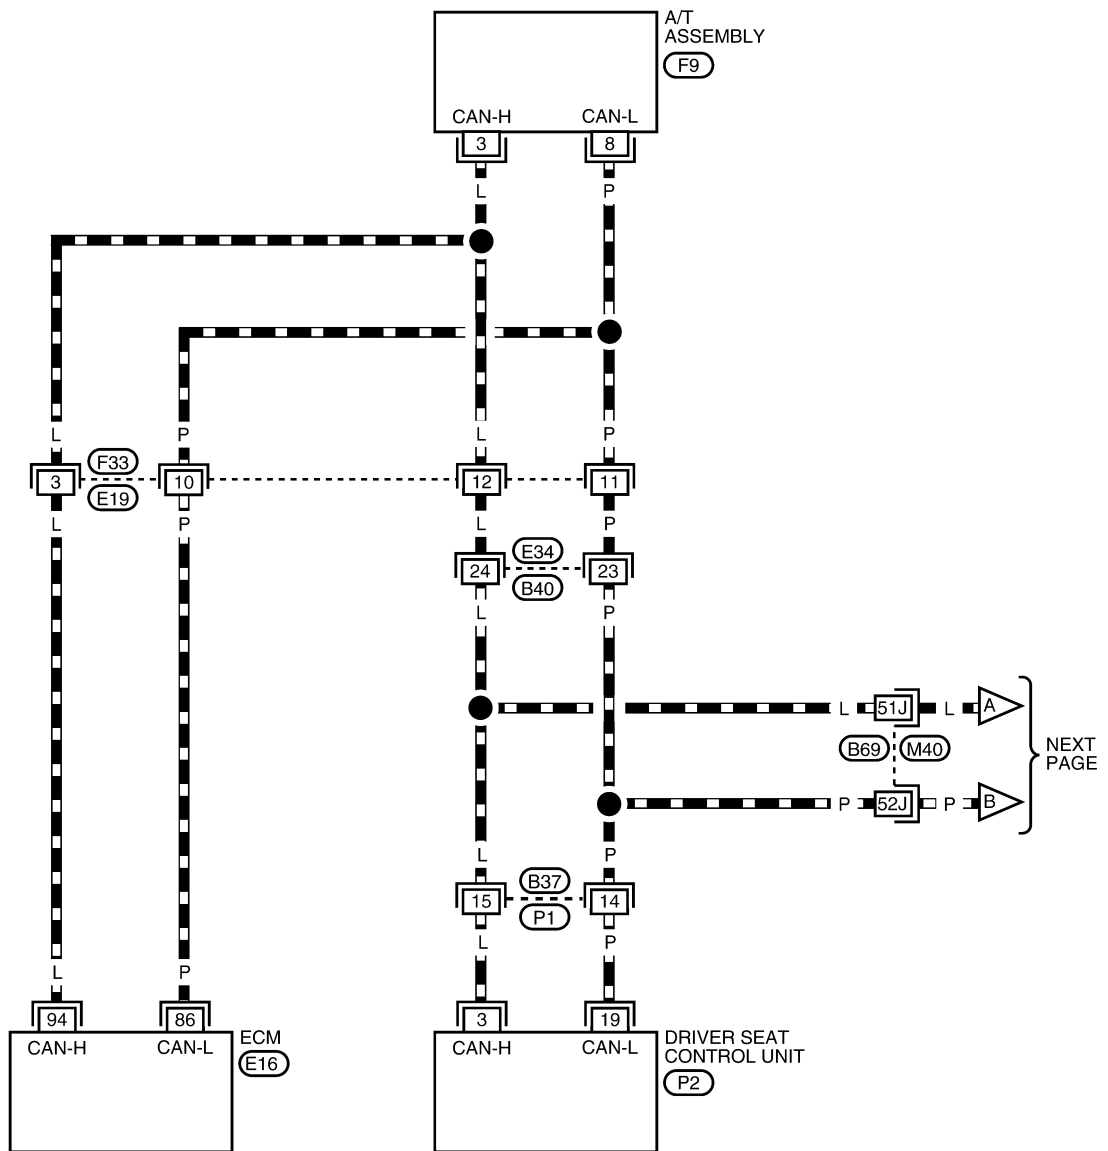 A/T
ASSEMBLY
F9
CAN-H CAN-L
3 8
L P
L P L P
F33
3 10 12 11
E19
L P L P
E34
24 23
B40
L P
L 51J L A
B69 M40
NEXT
PAGE
P 52J P B
L P
B37
15 14
P1
L P
L P
94 86 3 19
ECM
CAN-H CAN-L
E16
DRIVER SEAT
CONTROL UNIT
CAN-H CAN-L
P2